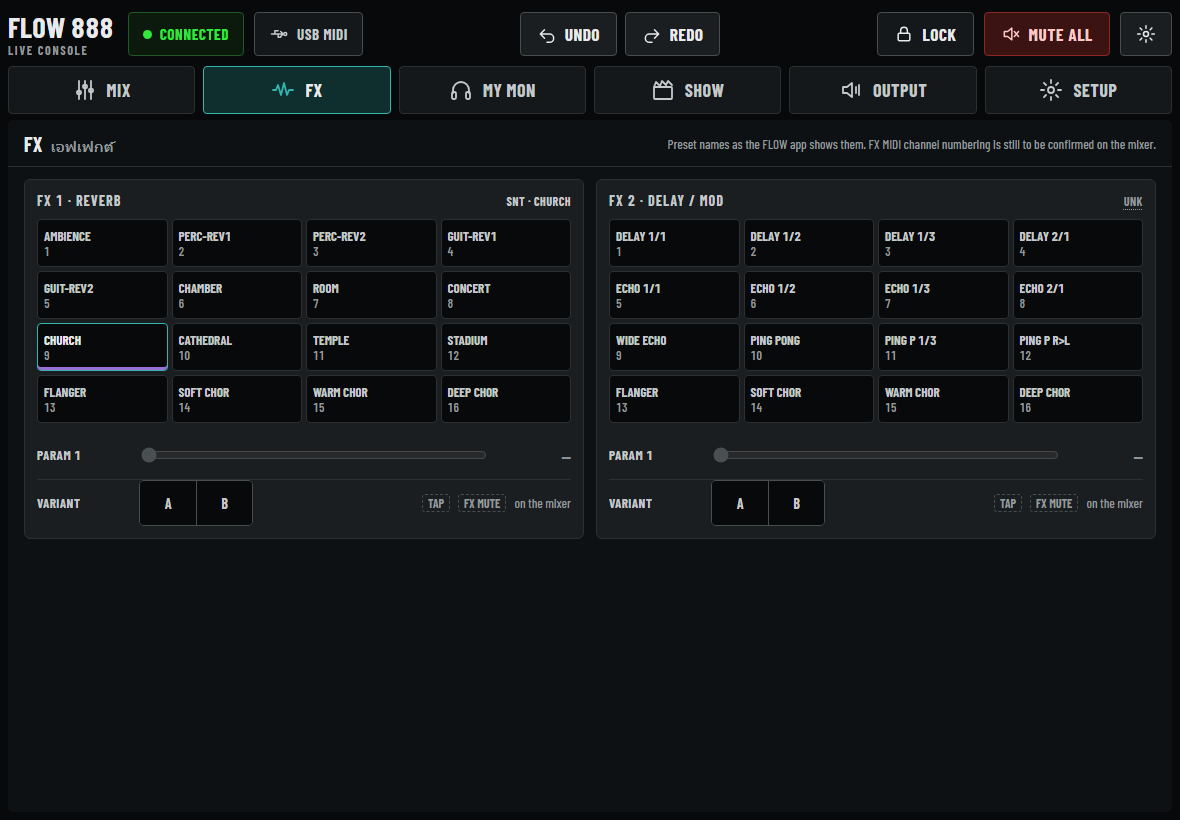 FLOW 888
LIVE CONSOLE
CONNECTED
USB MIDI
UNDO
REDO
LOCK
MUTE ALL
MIX
FX
MY MON
SHOW
OUTPUT
SETUP
FX เอฟเฟกต์
Preset names as the FLOW app shows them. FX MIDI channel numbering is still to be confirmed on the mixer.
FX 1 · REVERB
SNT · CHURCH
AMBIENCE
1
PERC-REV1
2
PERC-REV2
3
GUIT-REV1
4
GUIT-REV2
5
CHAMBER
6
ROOM
7
CONCERT
8
CHURCH
9
CATHEDRAL
10
TEMPLE
11
STADIUM
12
FLANGER
13
SOFT CHOR
14
WARM CHOR
15
DEEP CHOR
16
PARAM 1
–
VARIANT
A
B
TAP
FX MUTE
on the mixer
FX 2 · DELAY / MOD
UNK
DELAY 1/1
1
DELAY 1/2
2
DELAY 1/3
3
DELAY 2/1
4
ECHO 1/1
5
ECHO 1/2
6
ECHO 1/3
7
ECHO 2/1
8
WIDE ECHO
9
PING PONG
10
PING P 1/3
11
PING P R>L
12
FLANGER
13
SOFT CHOR
14
WARM CHOR
15
DEEP CHOR
16
PARAM 1
–
VARIANT
A
B
TAP
FX MUTE
on the mixer